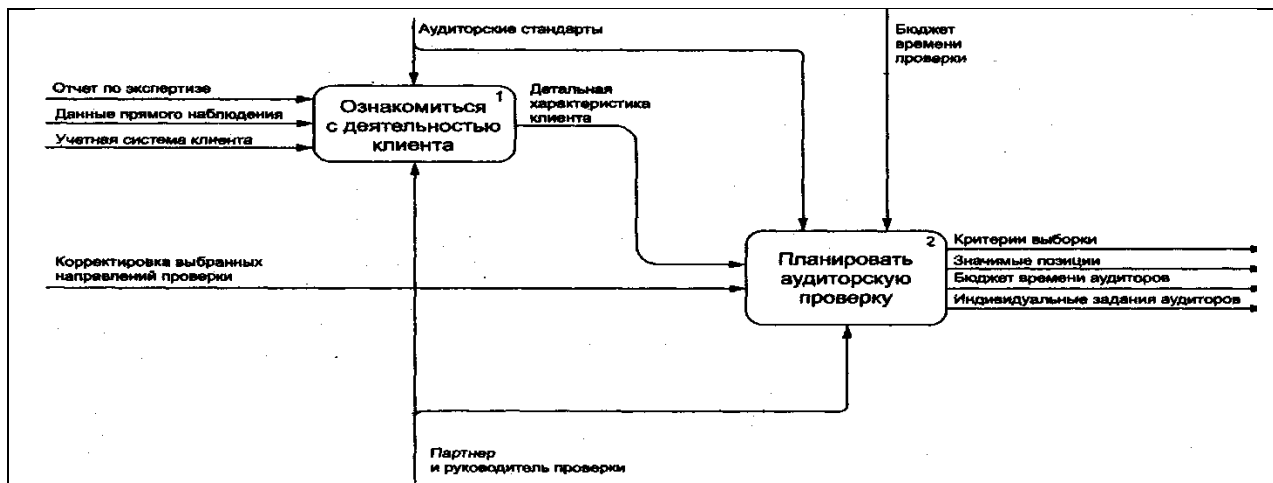 Аудиторские стандарты
Бюджет
времени
проверки
Отчет по экспертизе
Данные прямого наблюдения
Учетная система клиента
1
Ознакомиться
с деятельностью
клиента
Детальная
характеристика
клиента
Корректировка выбранных
направлений проверки
2
Планировать
аудиторскую
проверку
Критерии выборки
Значимые позиции
Бюджет времени аудиторов
Индивидуальные задания аудиторов
Партнер
и руководитель проверки